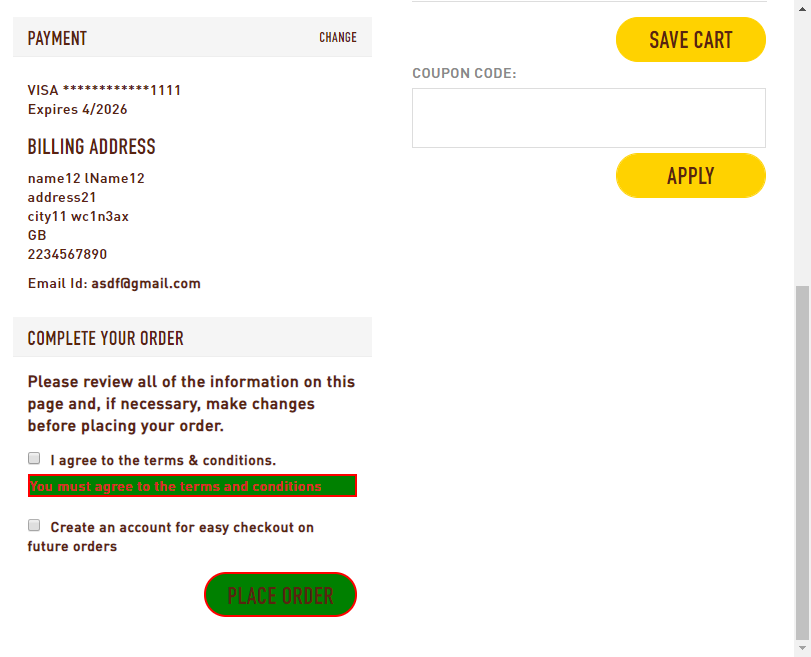 PAYMENT
CHANGE
VISA ************1111
Expires 4/2026
BILLING ADDRESS
name12 lName12
address21
city11 wc1n3ax
GB
2234567890
Email Id: asdf@gmail.com
COMPLETE YOUR ORDER
Please review all of the information on this
page and, if necessary, make changes
before placing your order.
I agree to the terms & conditions.
You must agree to the terms and conditions
Create an account for easy checkout on
future orders
PLACE ORDER
SAVE CART
COUPON CODE:
APPLY